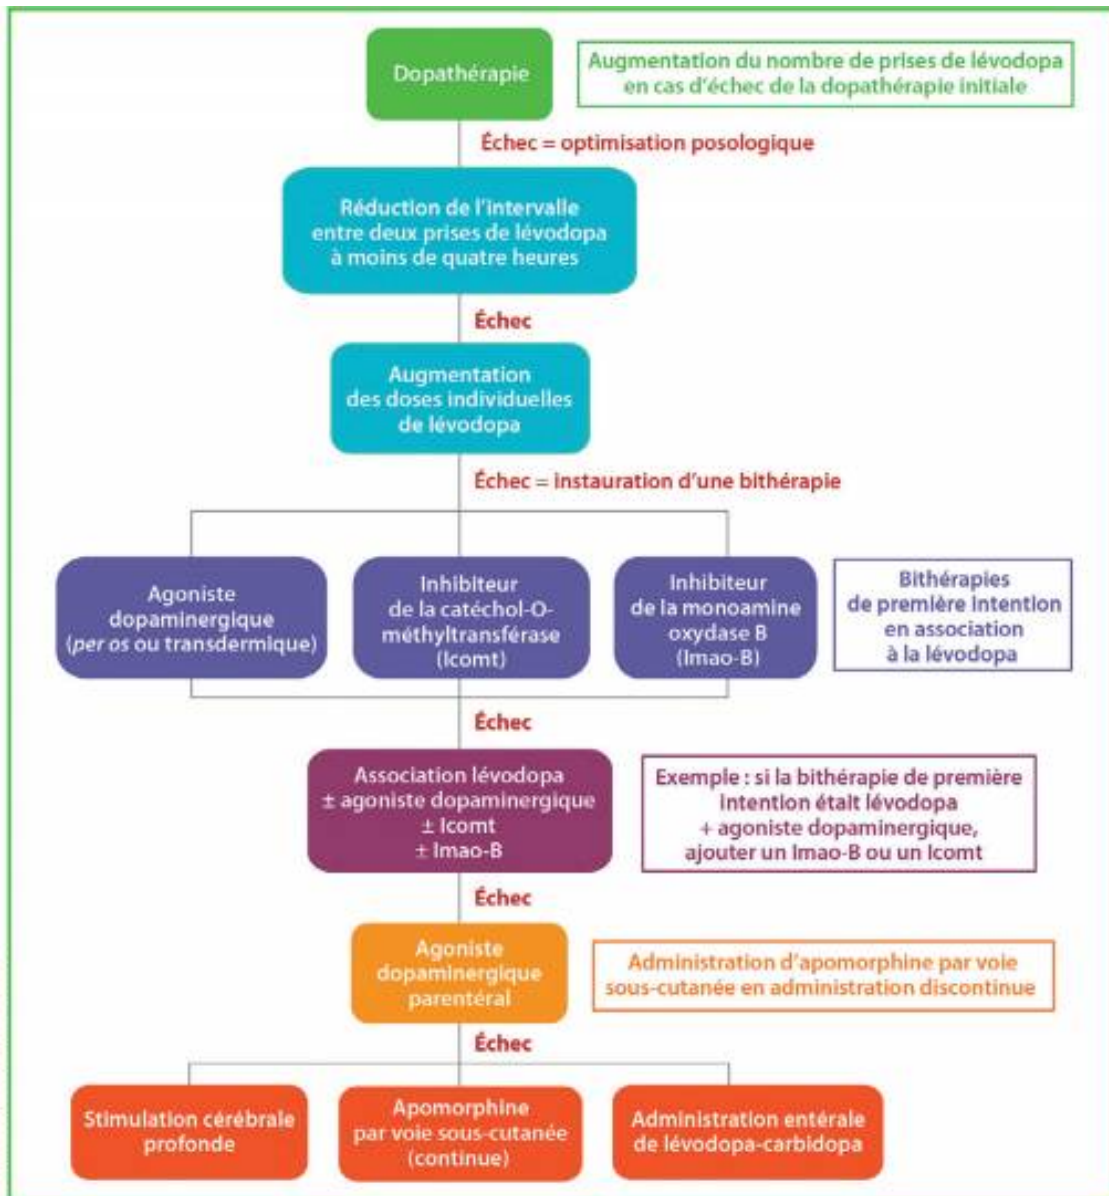 Dopathérapie
Augmentation du nombre de prises de lévodopa
en cas d'échec de la dopathérapie initiale
Échec = optimisation posologique
Réduction de l'intervalle
entre deux prises de lévodopa
à moins de quatre heures
Échec
Augmentation
des doses individuelles
de lévodopa
Échec = instauration d'une bithérapie
Agoniste
dopaminergique
(per os ou transdermique)
Inhibiteur
de la catéchol-O-
méthyltransférase
(Icomt)
Inhibiteur
de la monoamine
oxydase B
(Imao-B)
Bithérapies
de première intention
en association
à la lévodopa
Échec
Association lévodopa
± agoniste dopaminergique
± Icomt
± Imao-B
Exemple : si la bithérapie de première
intention était lévodopa
+ agoniste dopaminergique,
ajouter un Imao-B ou un Icomt
Échec
Agoniste
dopaminergique
parentéral
Administration d'apomorphine par voie
sous-cutanée en administration discontinue
Échec
Stimulation cérébrale
profonde
Apomorphine
par voie sous-cutanée
(continue)
Administration entérale
de lévodopa-carbidopa